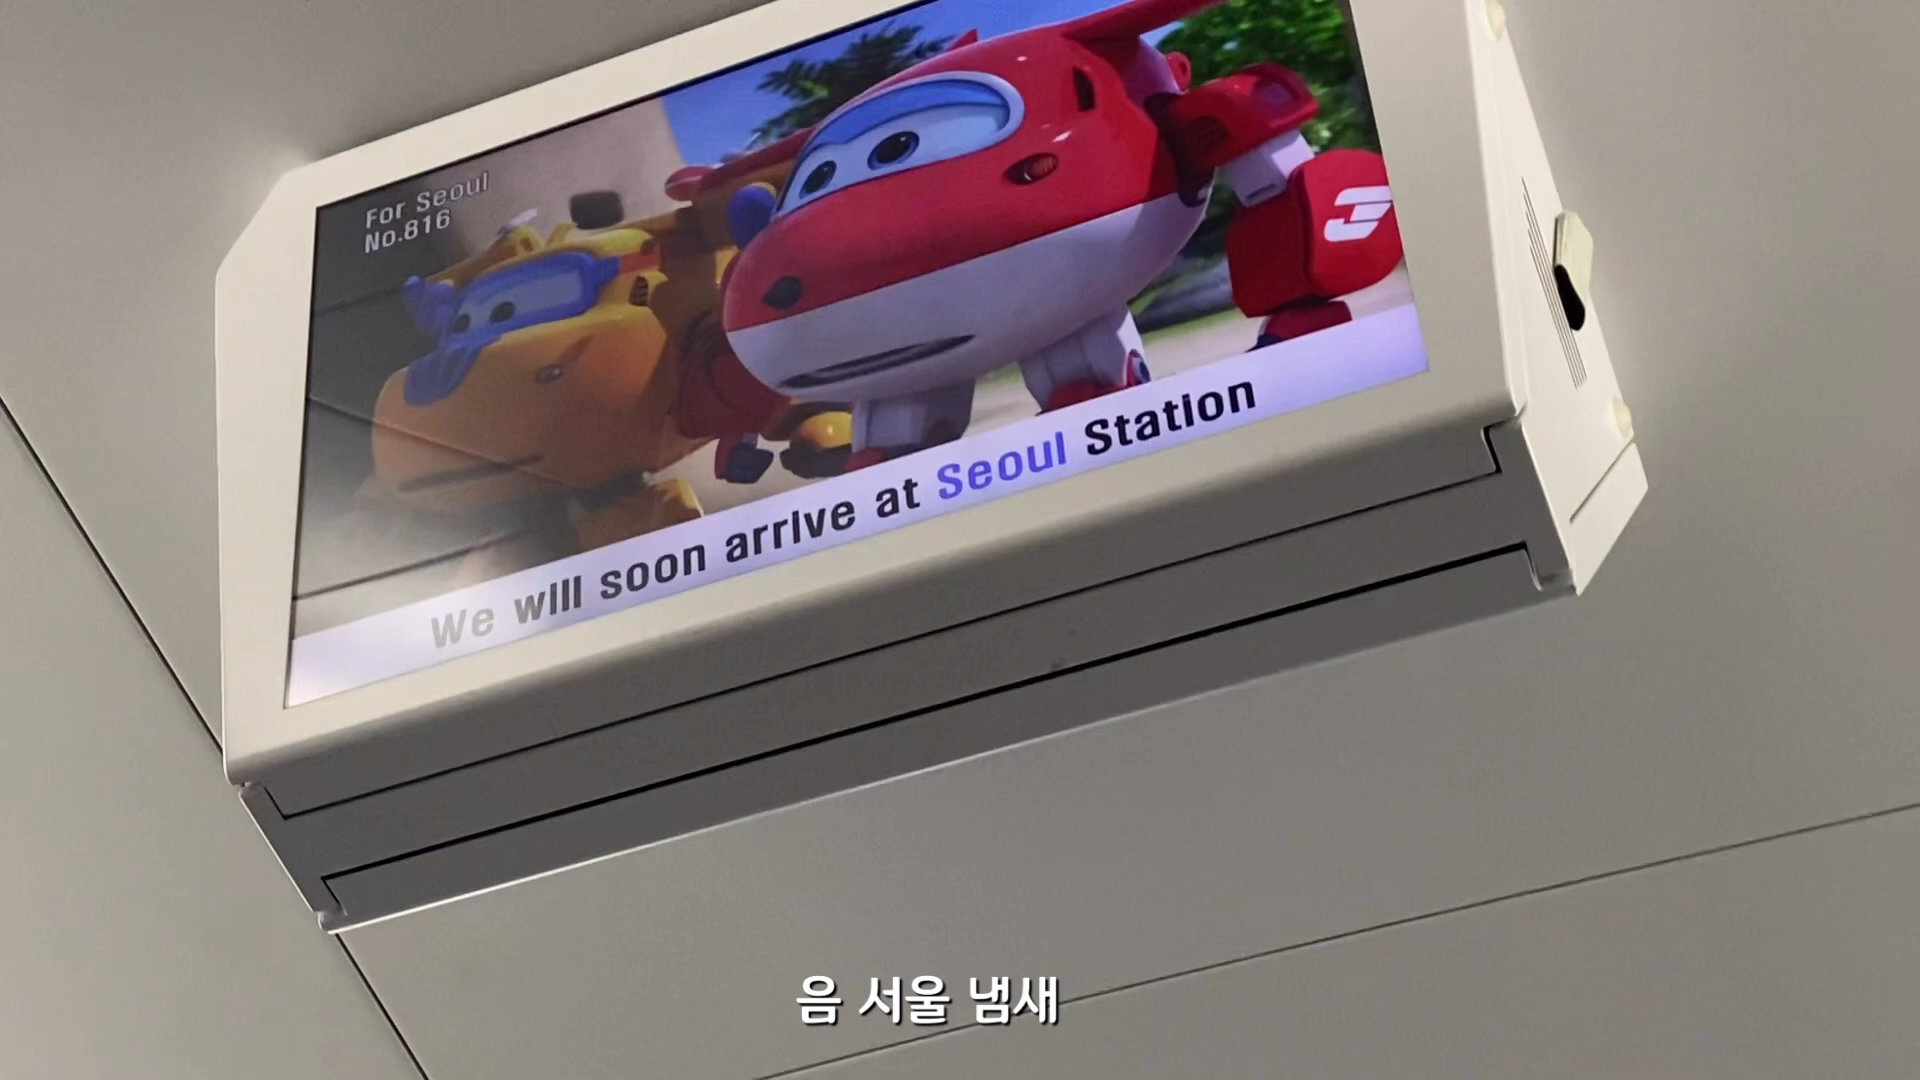 For Seoul
No.816
We will soon arrive at Seoul Station
음 서울 냄새